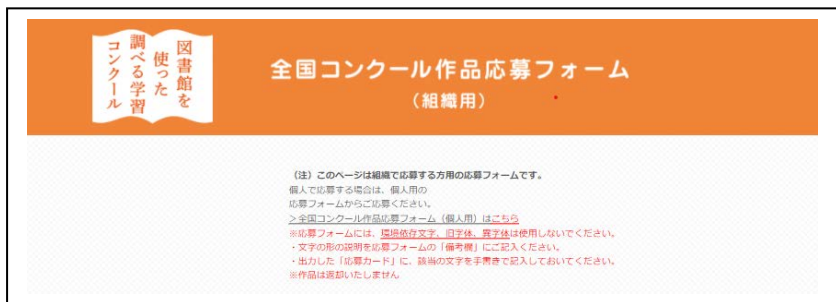 図書館を
使った
調べる学習
コンクール
全国コンクール作品応募フォーム
（組織用）
（注）このページは組織で応募する方用の応募フォームです。
個人で応募する場合は、個人用の
応募フォームからご応募ください。
＞全国コンクール作品応募フォーム（個人用）はこちら
※応募フォームには、環境依存文字、旧字体、異字体は使用しないでください。
・文字の形の説明を応募フォームの「備考欄」にご記入ください。
・出力した「応募カード」に、該当の文字を手書きで記入しておいてください。
※作品は返却いたしません